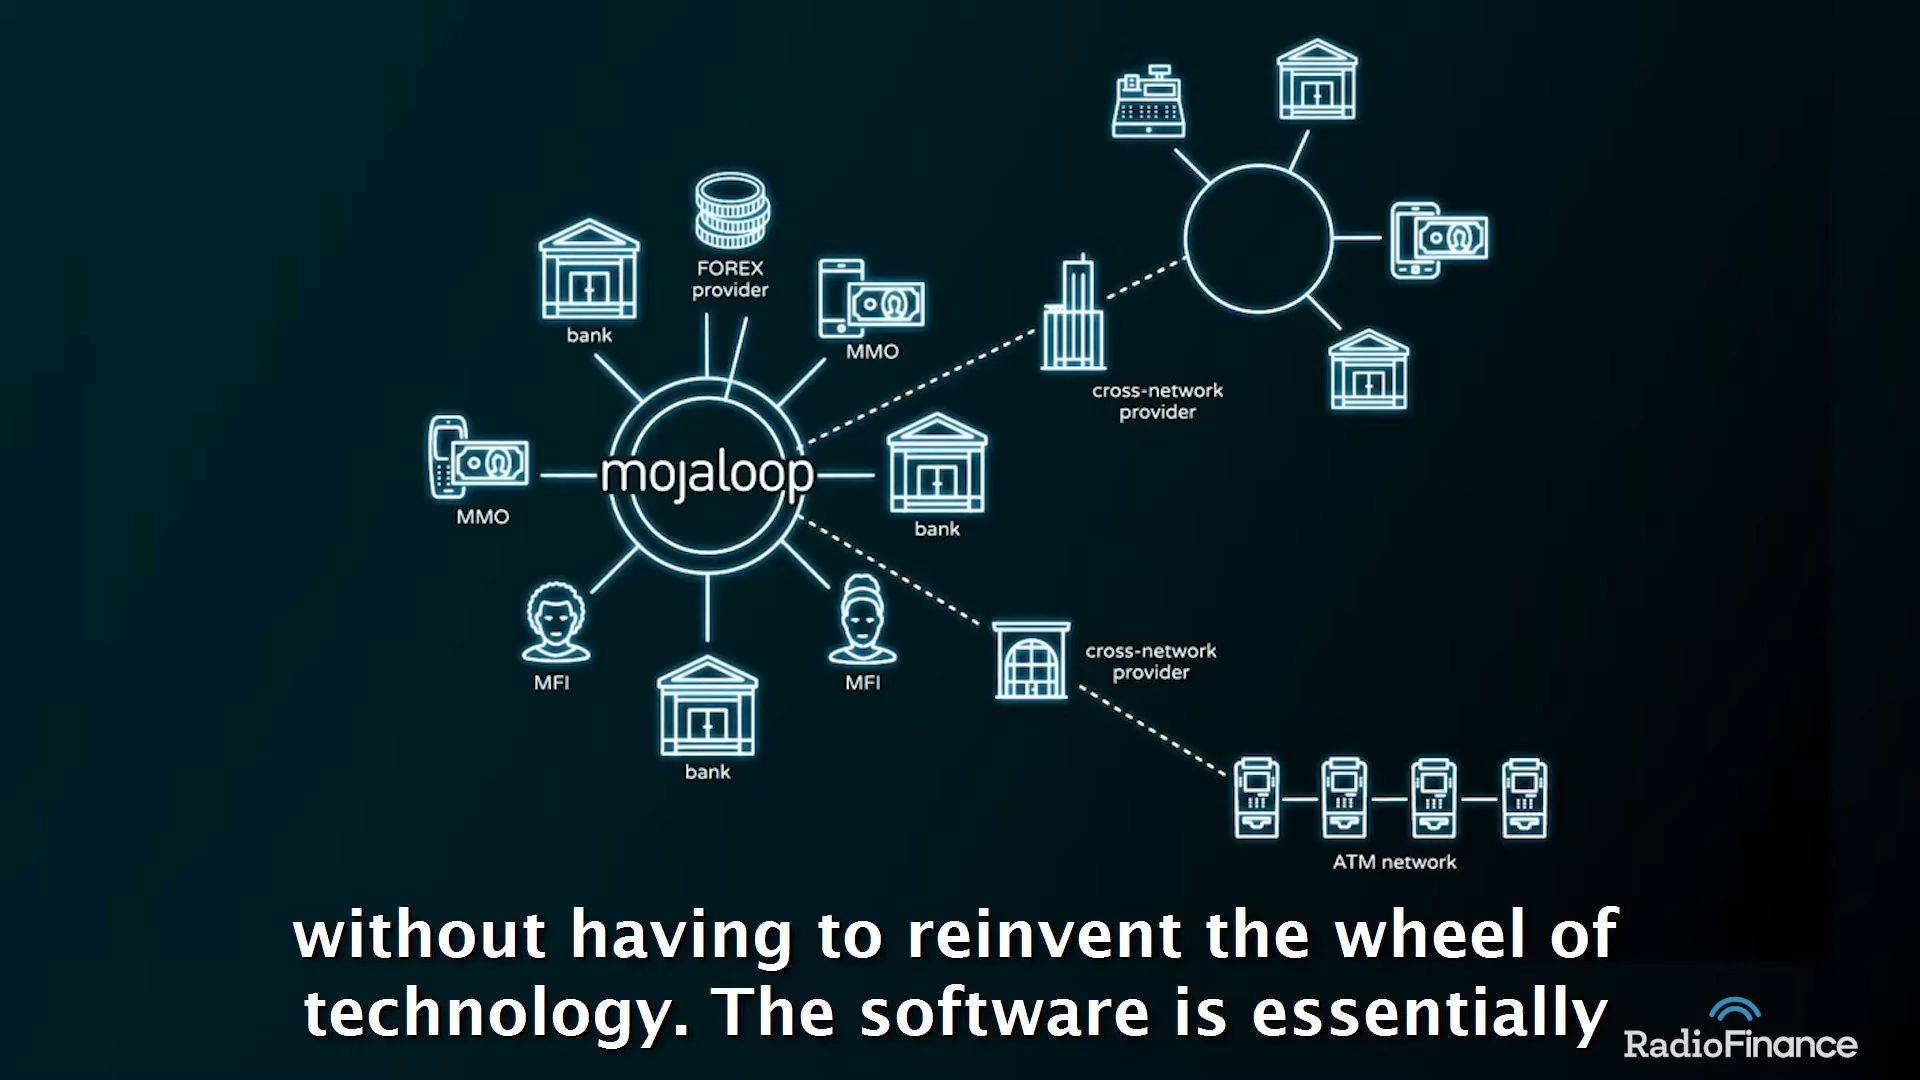 FOREX
provider
bank
MMO
cross-network
provider
mojaloop
MMO
bank
MFI
MFI
cross-network
provider
bank
ATM network
without having to reinvent the wheel of
technology. The software is essentially
RadioFinance